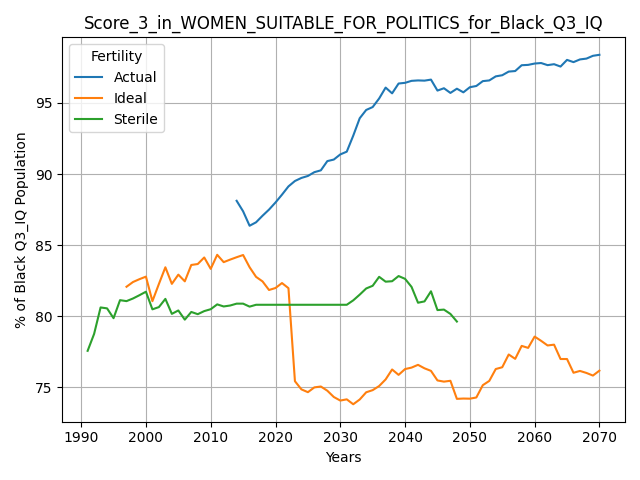 Score_3_in_WOMEN_SUITABLE_FOR_POLITICS_for_Black_Q3_IQ
Fertility
Actual
Ideal
Sterile
% of Black Q3_IQ Population
95
90
85
80
75
1990 2000 2010 2020 2030 2040 2050 2060 2070
Years